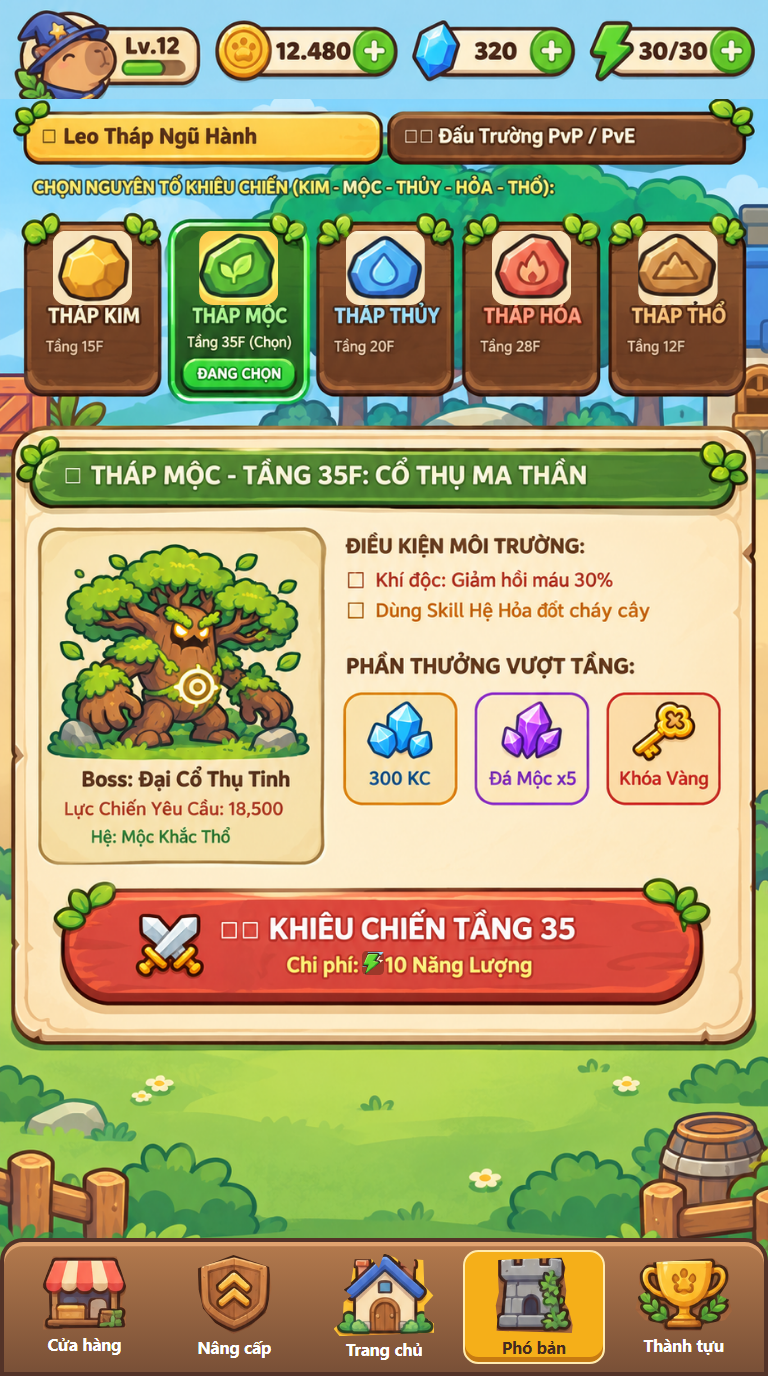 Lv.12
12.480
320
30/30
□ Leo Tháp Ngũ Hành
□□ Đấu Trường PvP / PvE
CHỌN NGUYÊN TỐ KHIÊU CHIẾN (KIM - MỘC - THỦY - HỎA - THỔ):
THÁP KIM
Tầng 15F
THÁP MỘC
Tầng 35F (Chọn)
ĐANG CHỌN
THÁP THỦY
Tầng 20F
THÁP HỎA
Tầng 28F
THÁP THỔ
Tầng 12F
□ THÁP MỘC - TẦNG 35F: CỔ THỤ MA THẦN
Boss: Đại Cổ Thụ Tinh
Lực Chiến Yêu Cầu: 18,500
Hệ: Mộc Khắc Thổ
ĐIỀU KIỆN MÔI TRƯỜNG:
□ Khí độc: Giảm hồi máu 30%
□ Dùng Skill Hệ Hỏa đốt cháy cây
PHẦN THƯỞNG VƯỢT TẦNG:
300 KC
Đá Mộc x5
Khóa Vàng
□□ KHIÊU CHIẾN TẦNG 35
Chi phí: 10 Năng Lượng
Cửa hàng
Nâng cấp
Trang chủ
Phó bản
Thành tựu